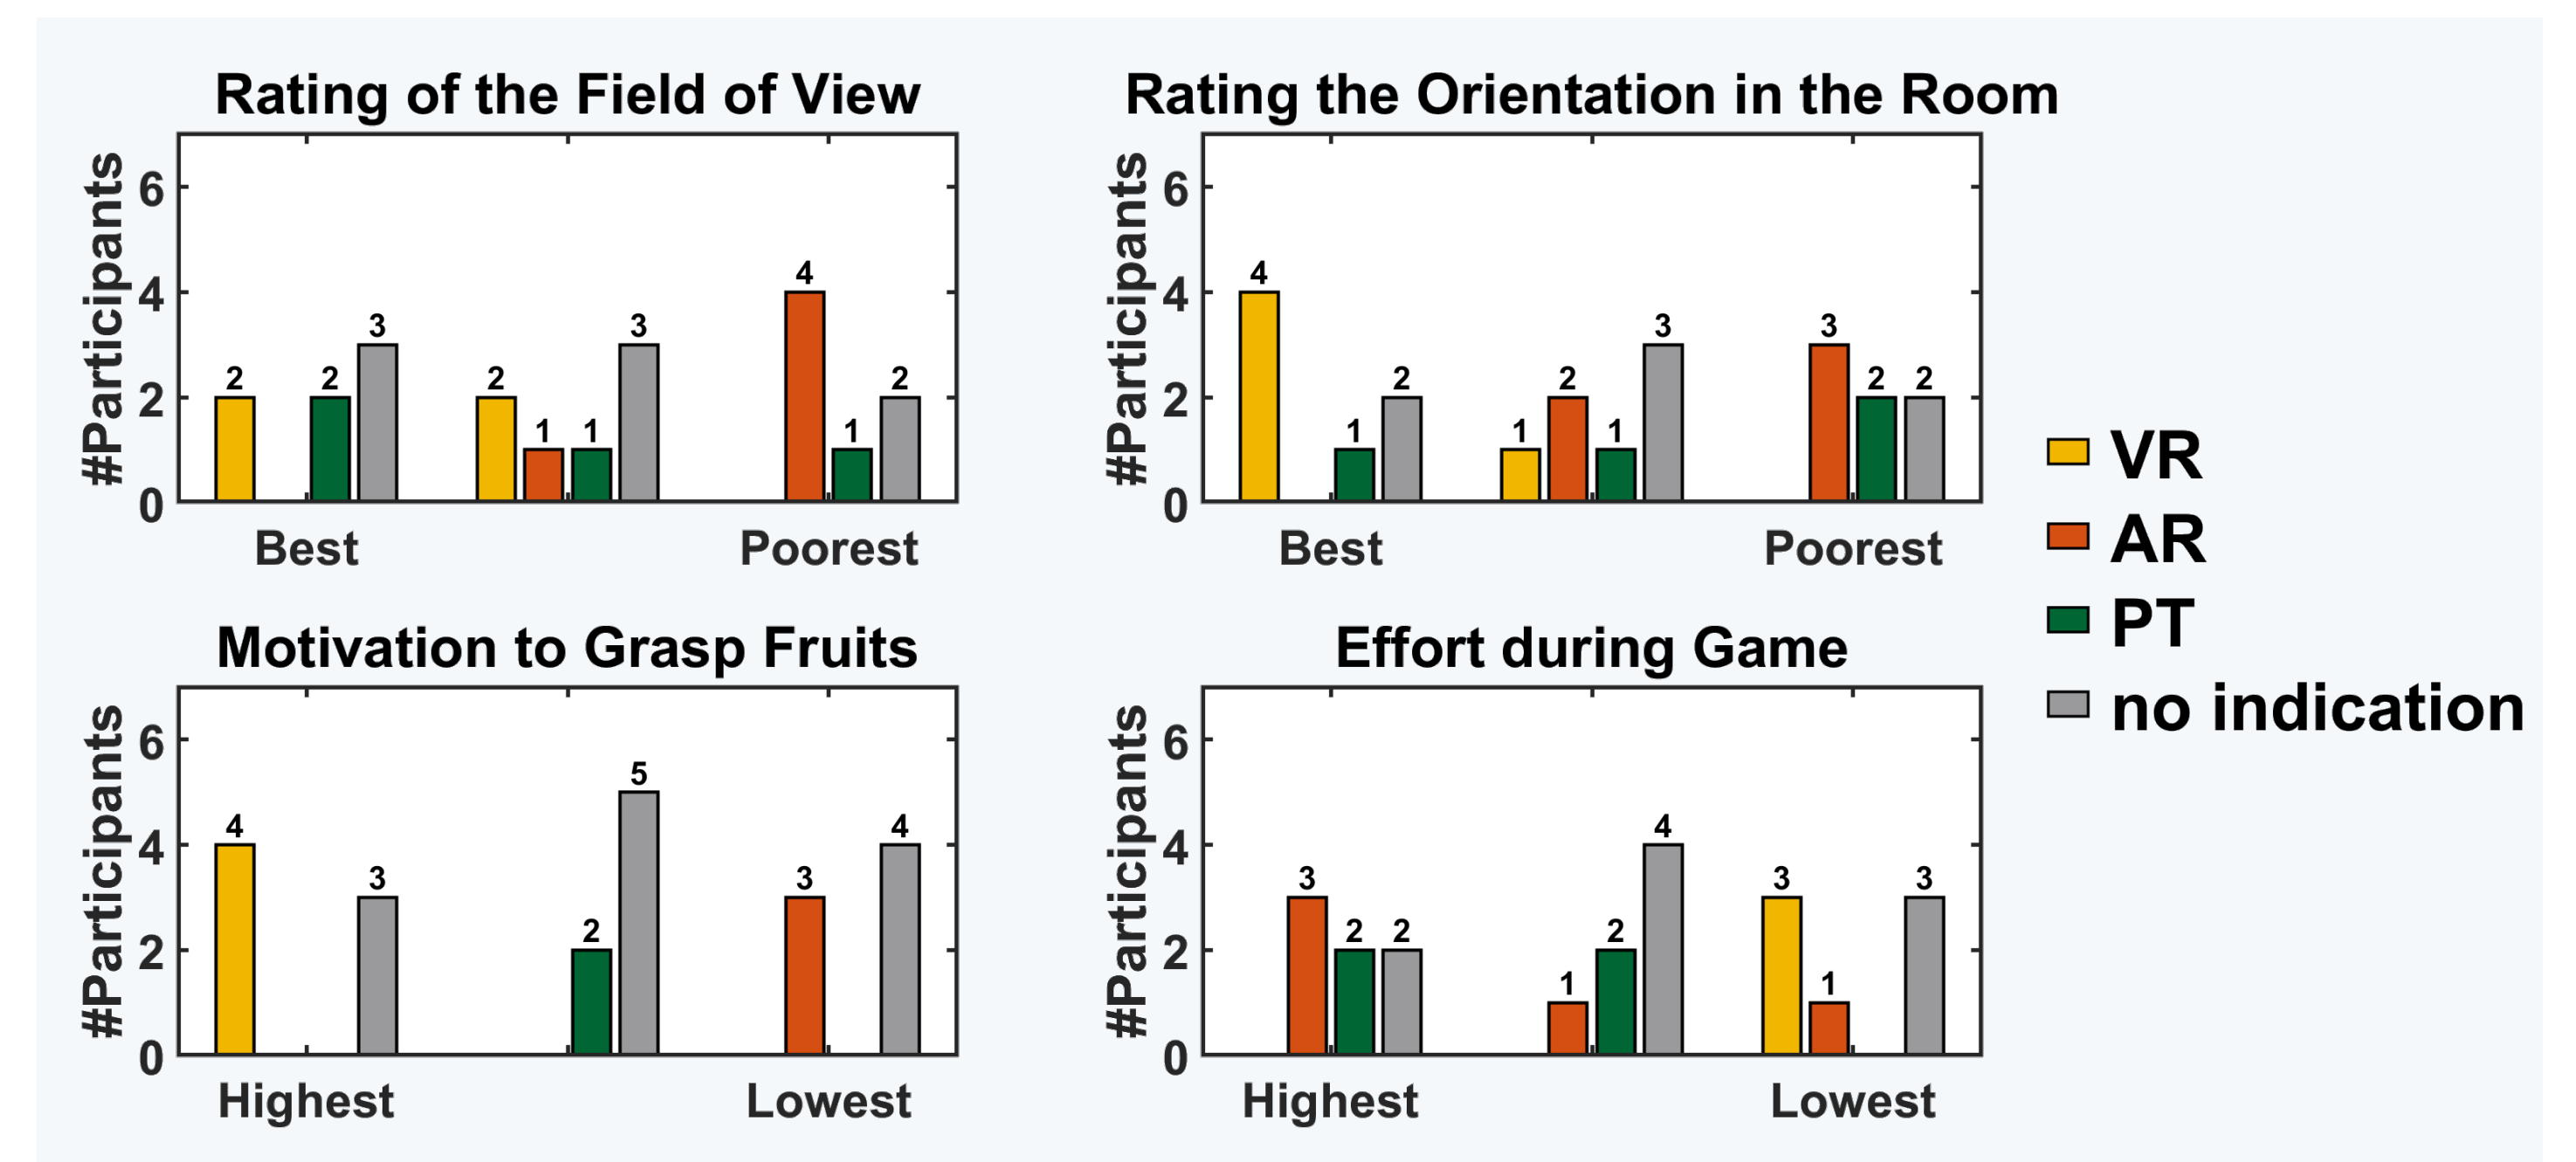 Rating of the Field of View
#Participants
6
4
2
0
2
2
3
2
1
1
3
4
1
2
Best
Poorest
Rating the Orientation in the Room
#Participants
6
4
2
0
4
1
2
1
2
1
3
3
2
2
Best
Poorest
Motivation to Grasp Fruits
#Participants
6
4
2
0
4
3
2
5
3
4
Highest
Lowest
Effort during Game
#Participants
6
4
2
0
3
2
2
1
2
4
3
1
3
Highest
Lowest
VR
AR
PT
no indication